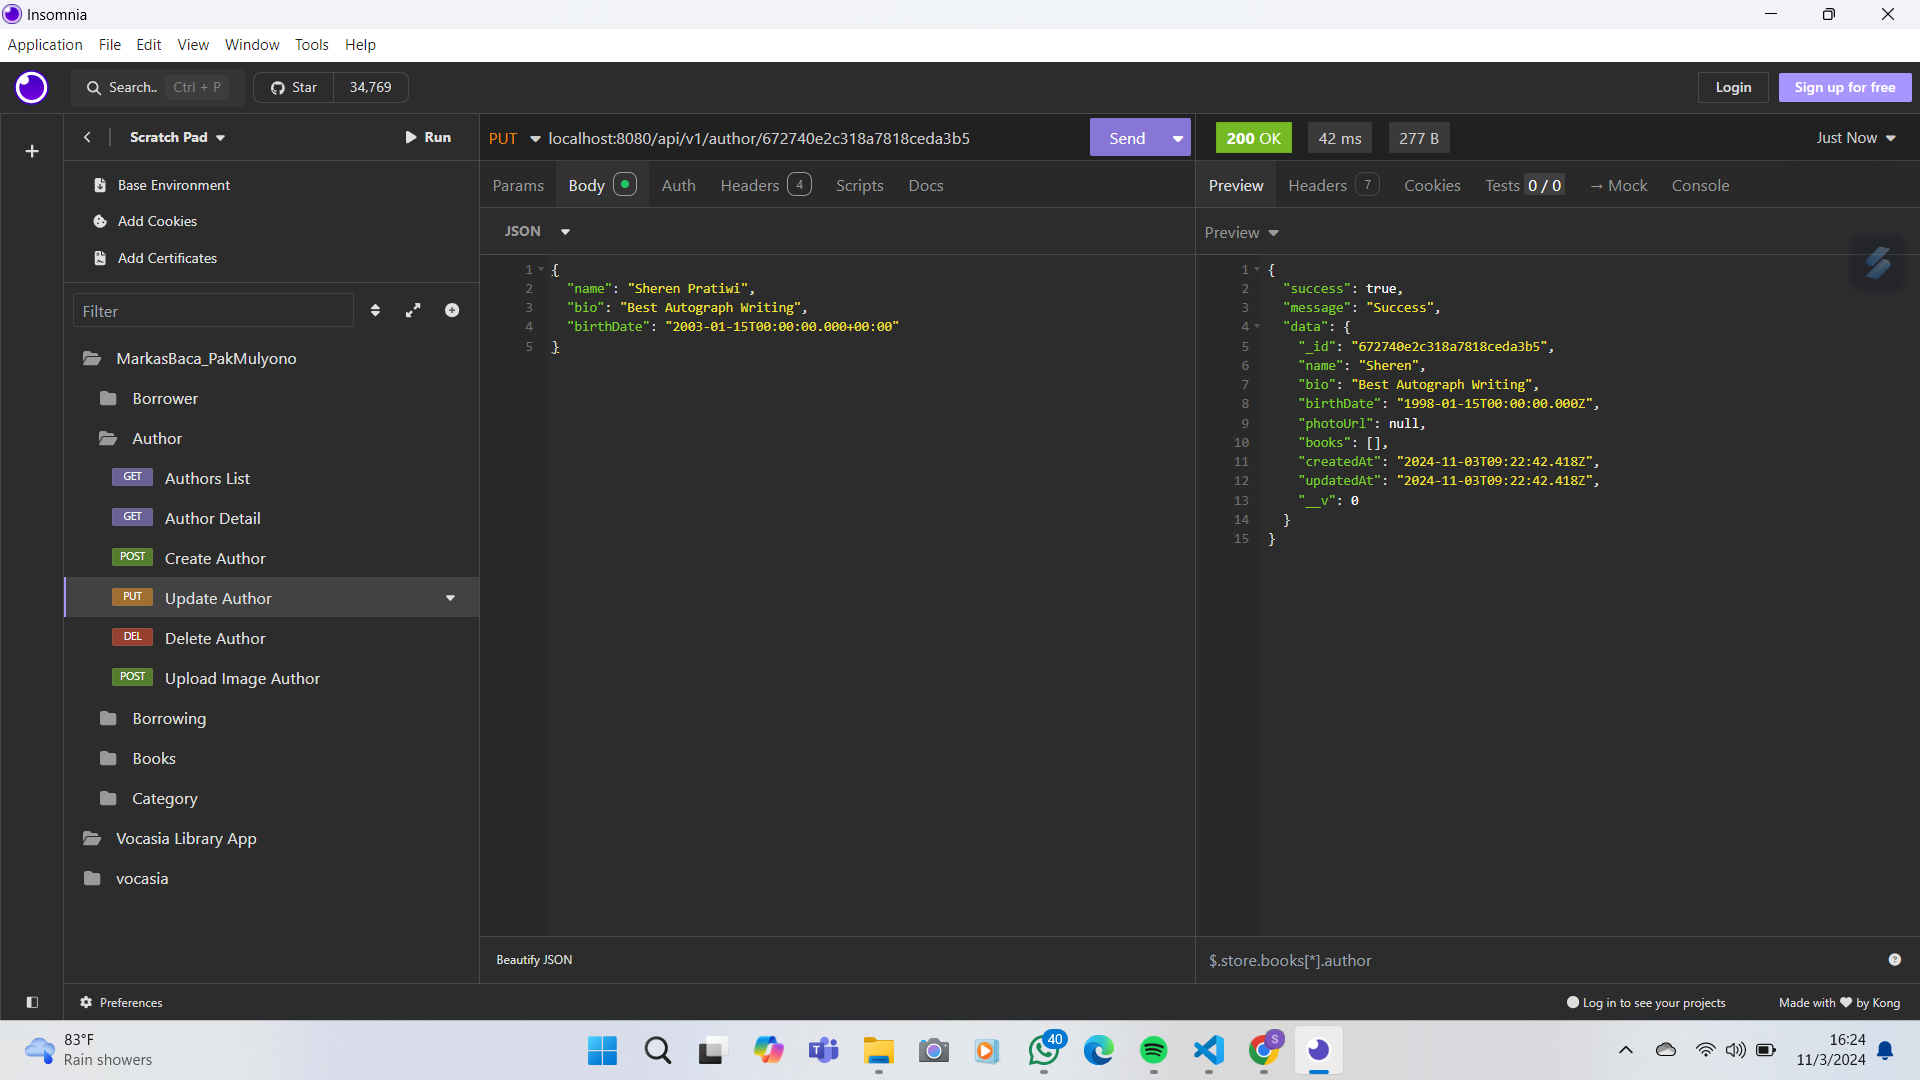 Insomnia
Application File Edit View Window Tools Help
Search.. Ctrl + P Star 34,769 Login Sign up for free
Scratch Pad Run
Base Environment
Add Cookies
Add Certificates
Filter
MarkasBaca_PakMulyono
Borrower
Author
GET Authors List
GET Author Detail
POST Create Author
PUT Update Author
DEL Delete Author
POST Upload Image Author
Borrowing
Books
Category
Vocasia Library App
vocasia
PUT localhost:8080/api/v1/author/672740e2c318a7818ceda3b5 Send
Params Body Auth Headers 4 Scripts Docs
JSON
1 {
2 "name": "Sheren Pratiwi",
3 "bio": "Best Autograph Writing",
4 "birthDate": "2003-01-15T00:00:00.000+00:00"
5 }
Beautify JSON
200 OK 42 ms 277 B Just Now
Preview Headers 7 Cookies Tests 0 / 0 → Mock Console
Preview
1 {
2 "success": true,
3 "message": "Success",
4 "data": {
5 "_id": "672740e2c318a7818ceda3b5",
6 "name": "Sheren",
7 "bio": "Best Autograph Writing",
8 "birthDate": "1998-01-15T00:00:00.000Z",
9 "photoUrl": null,
10 "books": [],
11 "createdAt": "2024-11-03T09:22:42.418Z",
12 "updatedAt": "2024-11-03T09:22:42.418Z",
13 "__v": 0
14 }
15 }
$.store.books[*].author
Preferences Log in to see your projects Made with ♥ by Kong
83°F
Rain showers
40
S
16:24
11/3/2024